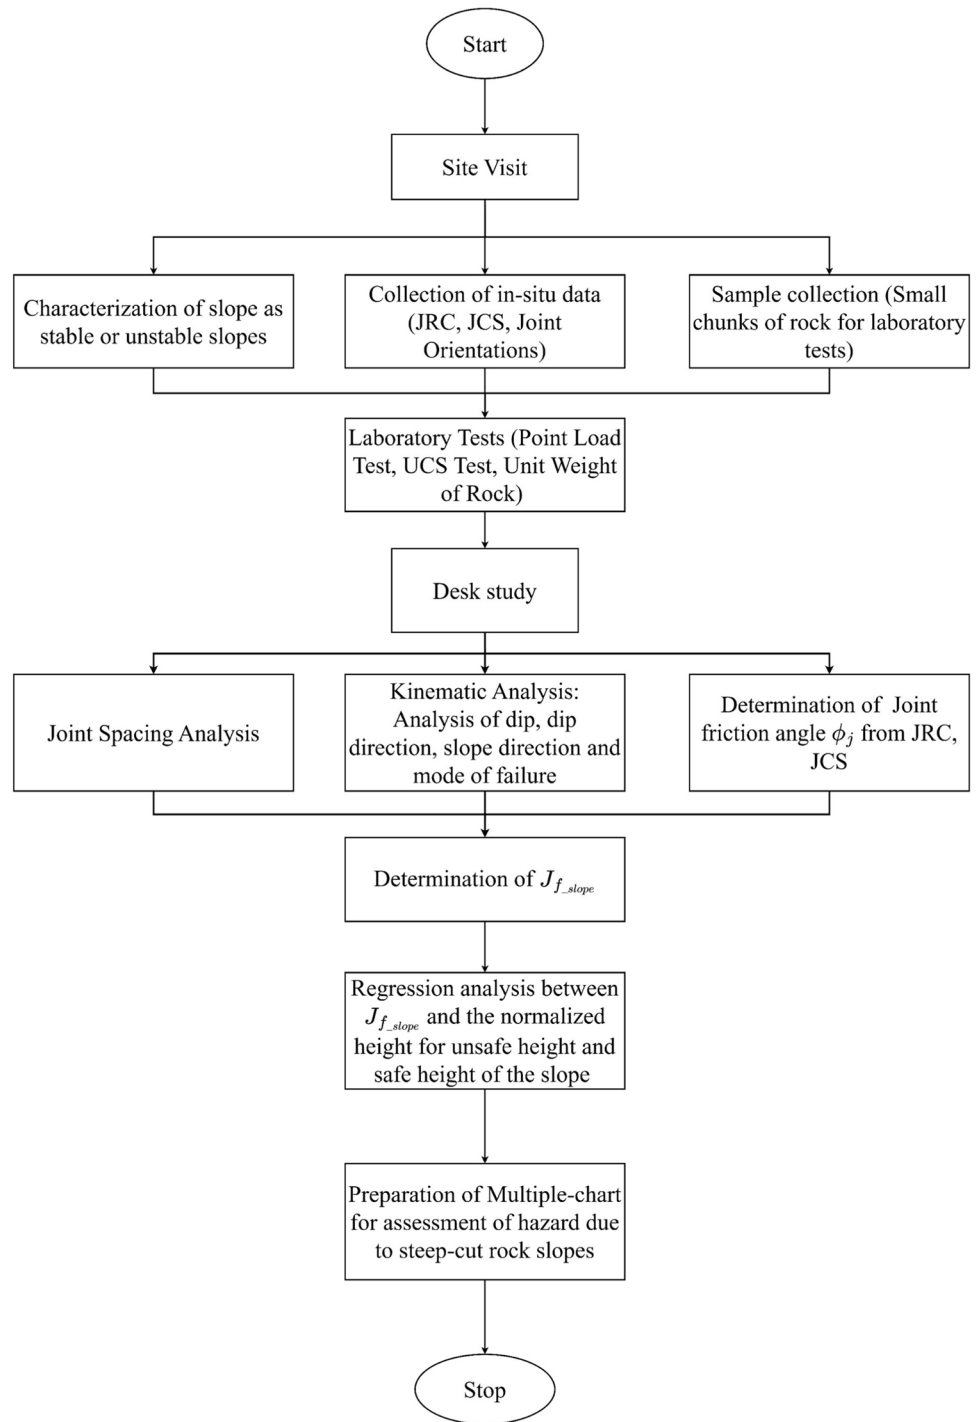 Start
Site Visit
Characterization of slope as
stable or unstable slopes
Collection of in-situ data
(JRC, JCS, Joint
Orientations)
Sample collection (Small
chunks of rock for laboratory
tests)
Laboratory Tests (Point Load
Test, UCS Test, Unit Weight
of Rock)
Desk study
Joint Spacing Analysis
Kinematic Analysis:
Analysis of dip, dip
direction, slope direction and
mode of failure
Determination of Joint
friction angle ϕ_j from JRC,
JCS
Determination of J_{f_slope}
Regression analysis between
J_{f_slope} and the normalized
height for unsafe height and
safe height of the slope
Preparation of Multiple-chart
for assessment of hazard due
to steep-cut rock slopes
Stop